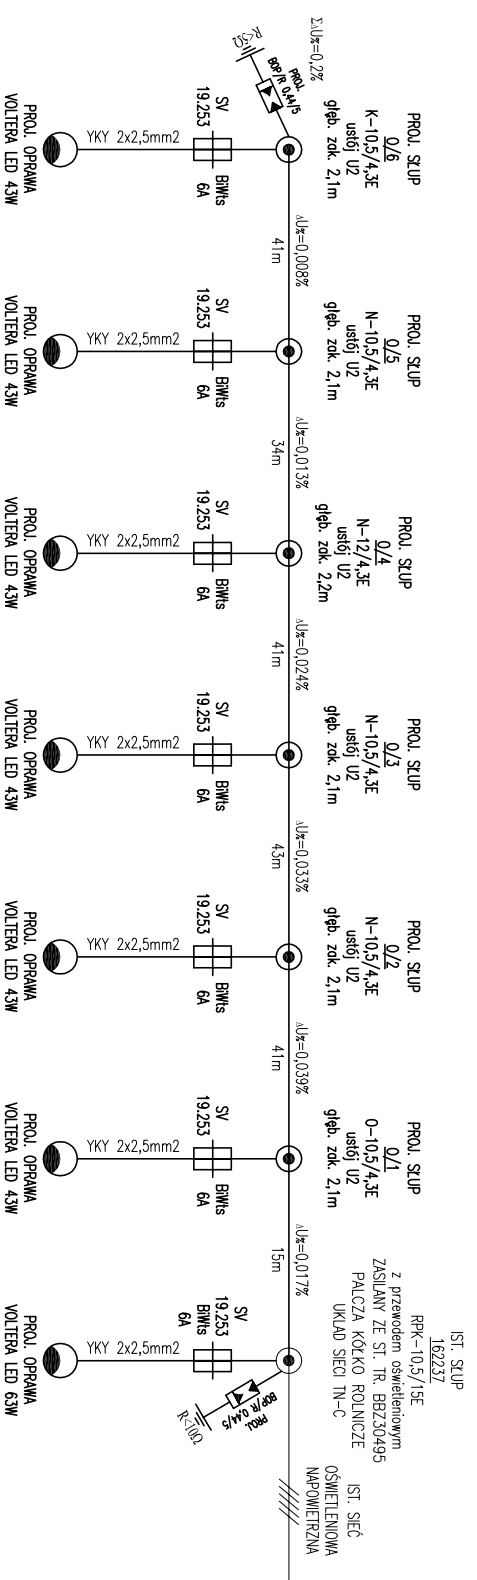 ΣΔU%=0,2%
R<5Ω
PROJ.
BOP/R 0,44/5
PROJ. SŁUP
0/6
K-10,5/4,3E
ustój U2
głęb. zak. 2,1m
SV
19.253
BiWts
6A
YKY 2x2,5mm2
PROJ. OPRAWA
VOLTERA LED 43W
ΔU%=0,008%
41m
PROJ. SŁUP
0/5
N-10,5/4,3E
ustój U2
głęb. zak. 2,1m
SV
19.253
BiWts
6A
YKY 2x2,5mm2
PROJ. OPRAWA
VOLTERA LED 43W
ΔU%=0,013%
34m
PROJ. SŁUP
0/4
N-12/4,3E
ustój U2
głęb. zak. 2,2m
SV
19.253
BiWts
6A
YKY 2x2,5mm2
PROJ. OPRAWA
VOLTERA LED 43W
ΔU%=0,024%
41m
PROJ. SŁUP
0/3
N-10,5/4,3E
ustój U2
głęb. zak. 2,1m
SV
19.253
BiWts
6A
YKY 2x2,5mm2
PROJ. OPRAWA
VOLTERA LED 43W
ΔU%=0,033%
43m
PROJ. SŁUP
0/2
N-10,5/4,3E
ustój U2
głęb. zak. 2,1m
SV
19.253
BiWts
6A
YKY 2x2,5mm2
PROJ. OPRAWA
VOLTERA LED 43W
ΔU%=0,039%
41m
PROJ. SŁUP
0/1
O-10,5/4,3E
ustój U2
głęb. zak. 2,1m
SV
19.253
BiWts
6A
YKY 2x2,5mm2
PROJ. OPRAWA
VOLTERA LED 43W
ΔU%=0,017%
15m
IST. SŁUP
162237
RPK-10,5/15E
z przewodem oświetleniowym
ZASILANY ZE ST. TR. BBZ30495
PALCZA KÓŁKO ROLNICZE
UKLAD SIECI TN-C
SV
19.253
BiWts
6A
YKY 2x2,5mm2
PROJ. OPRAWA
VOLTERA LED 63W
PROJ.
BOP/R 0,44/5
R<10Ω
IST. SIEĆ
OŚWIETLENIOWA
NAPOWIETRZNA